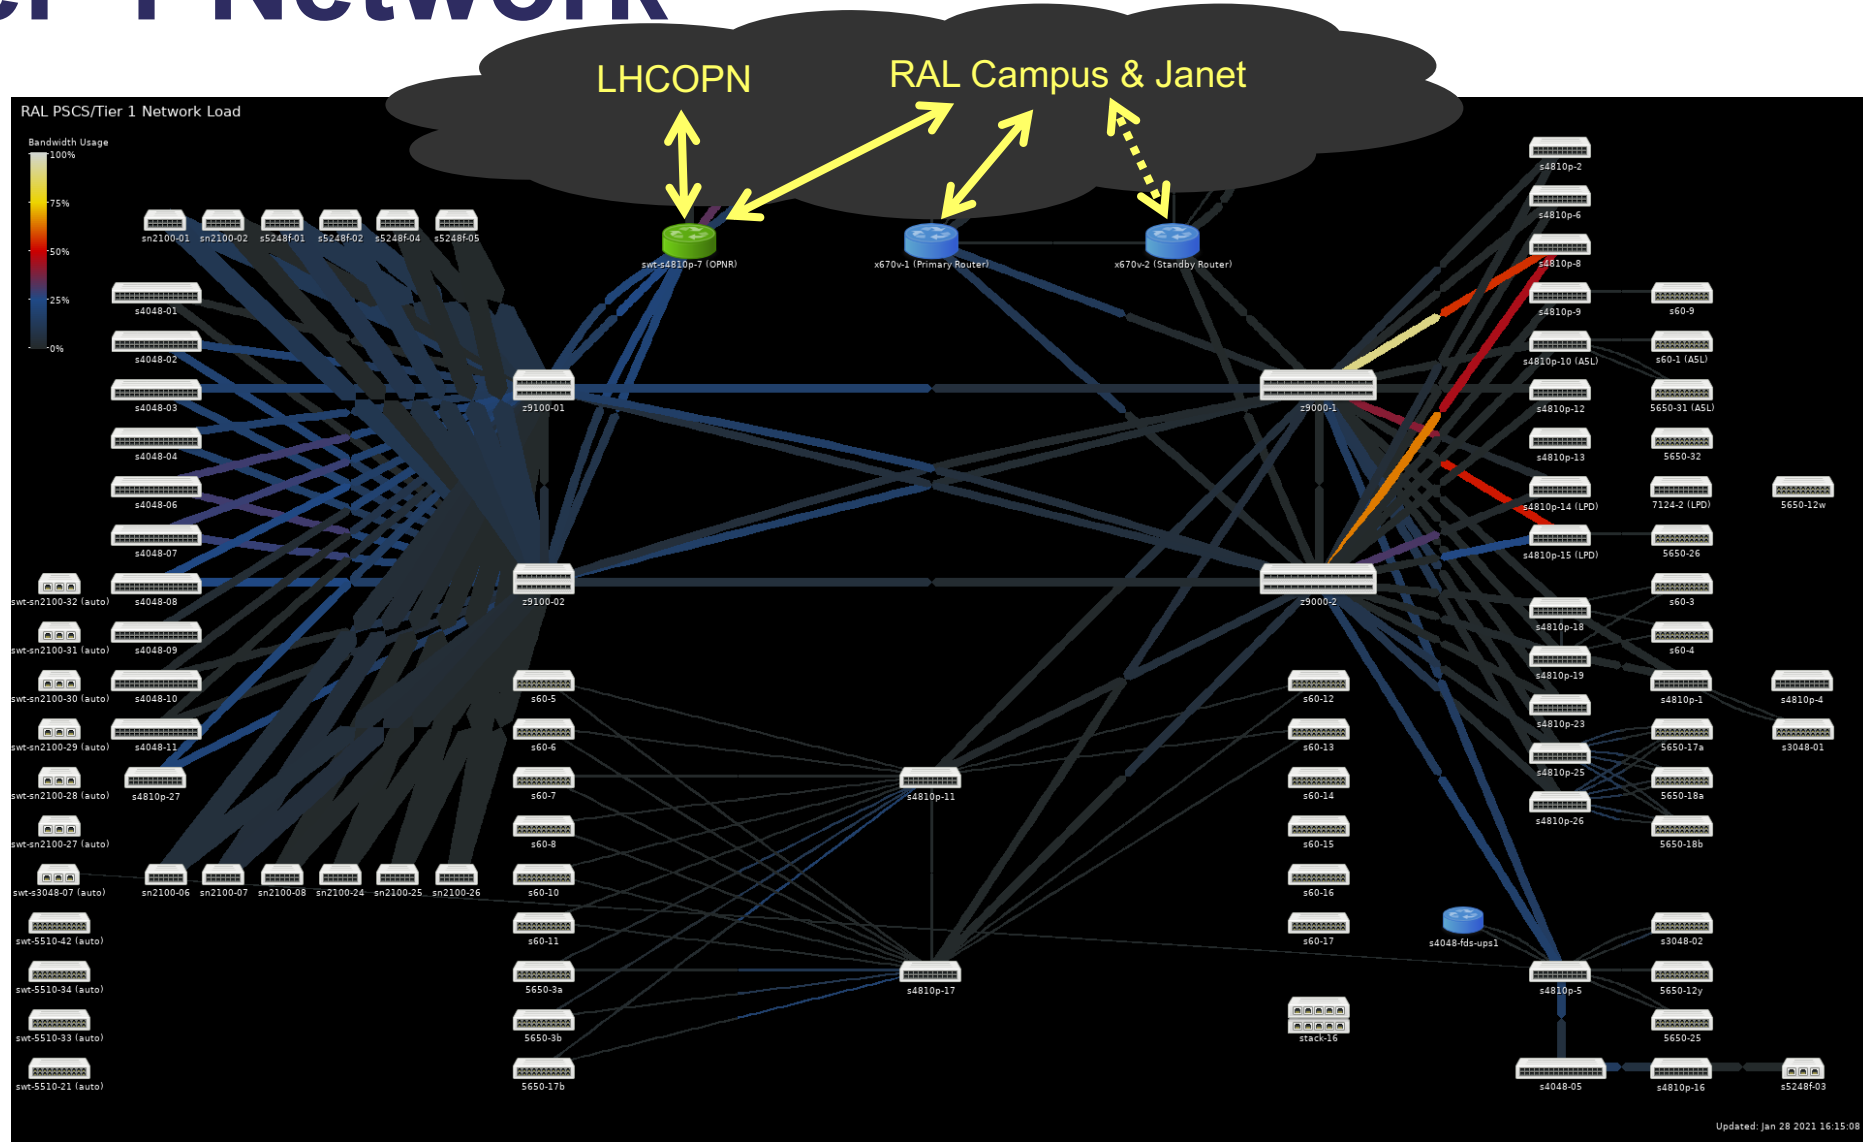 er 1 Network
LHCOPN
RAL Campus & Janet
RAL PSCS/Tier 1 Network Load
Bandwidth Usage
100%
75%
50%
25%
0%
s4810p-2
s4810p-6
sn2100-01 sn2100-02 s5248f-01 s5248f-02 s5248f-04 s5248f-05
swt-s4810p-7 (OPNR)
x670v-1 (Primary Router)
x670v-2 (Standby Router)
s4810p-8
s4048-01
s4810p-9
s60-9
s4048-02
s4810p-10 (A5L)
s60-1 (A5L)
s4048-03
z9100-01
z9000-1
s4810p-12
5650-31 (A5L)
s4048-04
s4810p-13
5650-32
s4048-06
s4810p-14 (LPD)
7124-2 (LPD)
5650-12w
s4048-07
s4810p-15 (LPD)
5650-26
swt-sn2100-32 (auto)
s4048-08
z9100-02
z9000-2
s60-3
s4810p-18
swt-sn2100-31 (auto)
s4048-09
s60-4
s4810p-19
swt-sn2100-30 (auto)
s4048-10
s60-5
s60-12
s4810p-1
s4810p-4
s4810p-23
swt-sn2100-29 (auto)
s4048-11
s60-6
s60-13
5650-17a
s3048-01
s4810p-25
swt-sn2100-28 (auto)
s4810p-27
s60-7
s4810p-11
s60-14
5650-18a
s4810p-26
swt-sn2100-27 (auto)
s60-8
s60-15
5650-18b
swt-s3048-07 (auto)
sn2100-06 sn2100-07 sn2100-08 sn2100-24 sn2100-25 sn2100-26
s60-10
s60-16
swt-5510-42 (auto)
s60-11
s60-17
s4048-fds-ups1
s3048-02
swt-5510-34 (auto)
5650-3a
s4810p-17
s4810p-5
5650-12y
swt-5510-33 (auto)
5650-3b
stack-16
5650-25
swt-5510-21 (auto)
5650-17b
s4048-05
s4810p-16
s5248f-03
Updated: Jan 28 2021 16:15:08